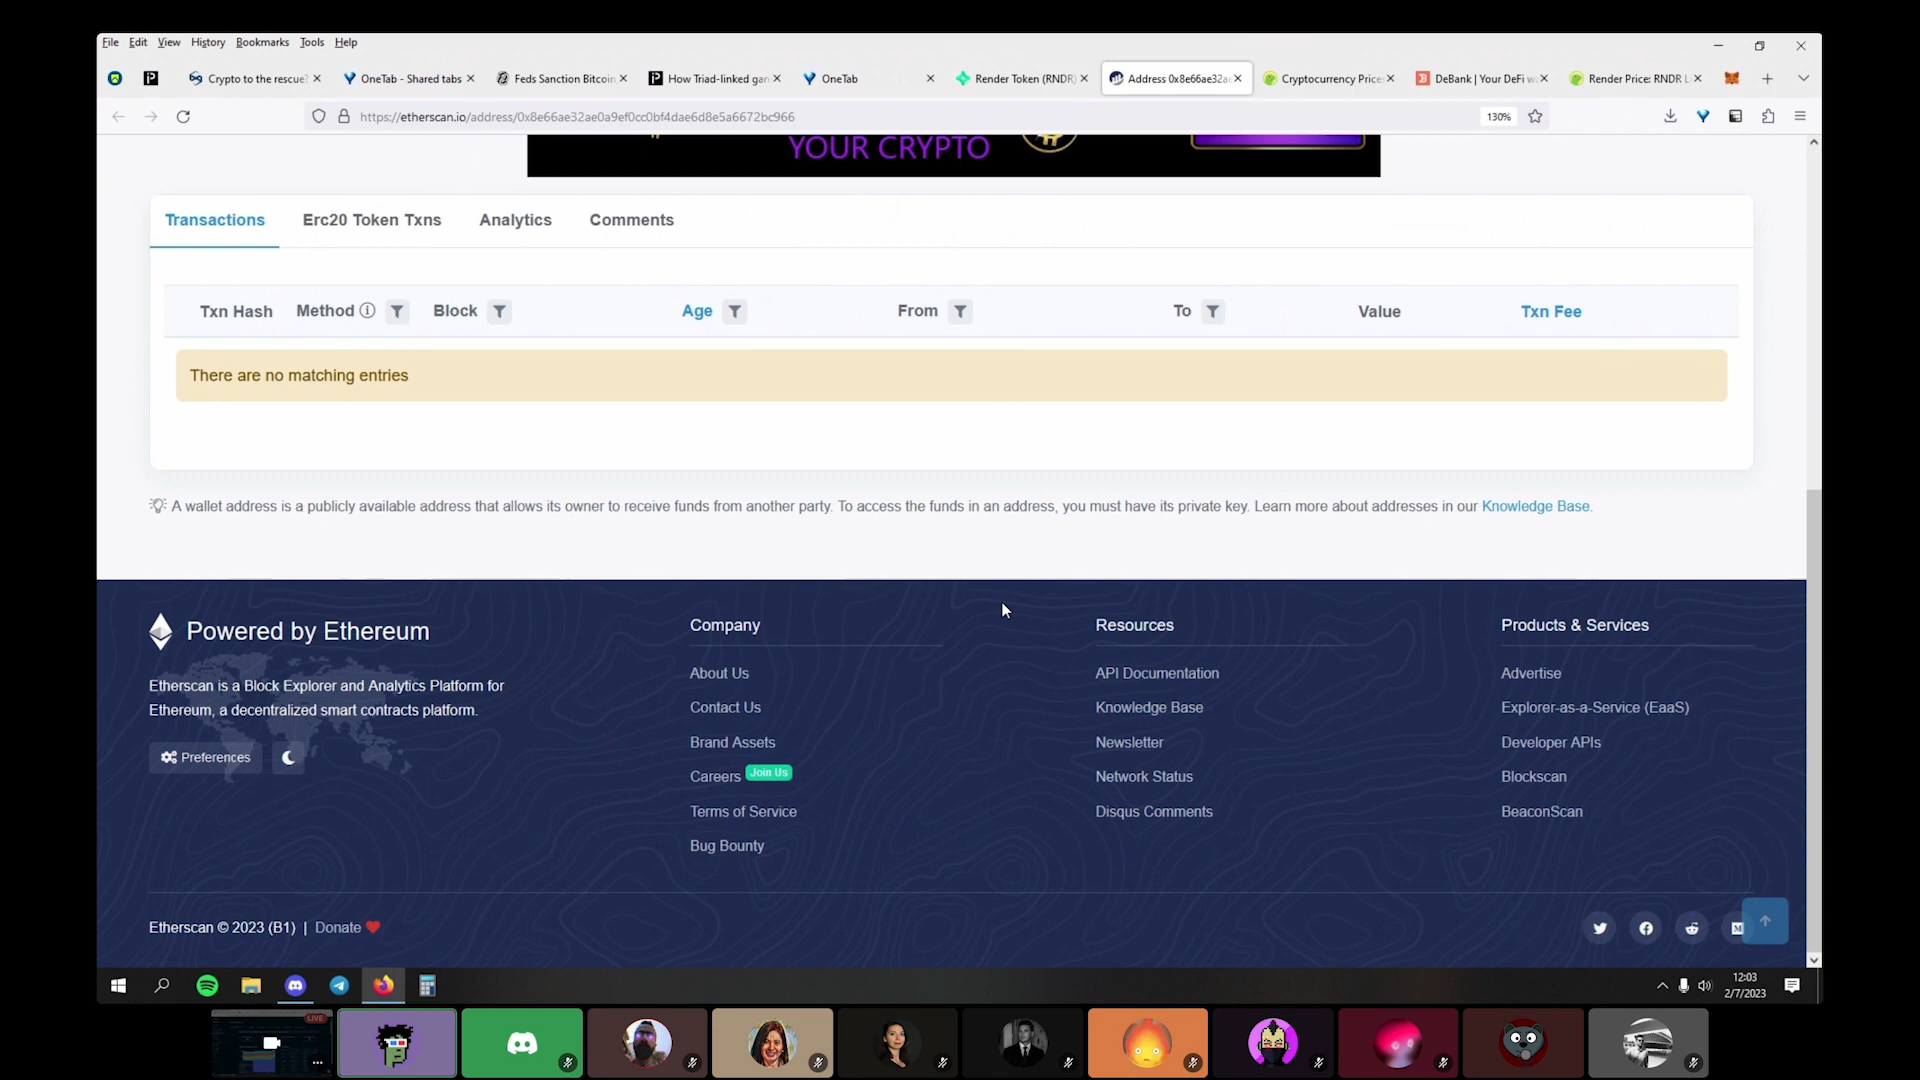 File Edit View History Bookmarks Tools Help
Crypto to the rescue?
OneTab - Shared tabs
Feds Sanction Bitcoin
How Triad-linked gan
OneTab
Render Token (RNDR)
Address 0x8e66ae32ae
Cryptocurrency Price
DeBank | Your DeFi w
Render Price: RNDR L
https://etherscan.io/address/0x8e66ae32ae0a9ef0cc0bf4dae6d8e5a6672bc966
130%
YOUR CRYPTO
Transactions
Erc20 Token Txns
Analytics
Comments
Txn Hash
Method
Block
Age
From
To
Value
Txn Fee
There are no matching entries
A wallet address is a publicly available address that allows its owner to receive funds from another party. To access the funds in an address, you must have its private key. Learn more about addresses in our Knowledge Base.
Powered by Ethereum
Etherscan is a Block Explorer and Analytics Platform for
Ethereum, a decentralized smart contracts platform.
Preferences
Company
About Us
Contact Us
Brand Assets
Careers Join Us
Terms of Service
Bug Bounty
Resources
API Documentation
Knowledge Base
Newsletter
Network Status
Disqus Comments
Products & Services
Advertise
Explorer-as-a-Service (EaaS)
Developer APIs
Blockscan
BeaconScan
Etherscan © 2023 (B1) | Donate
12:03
2/7/2023
LIVE